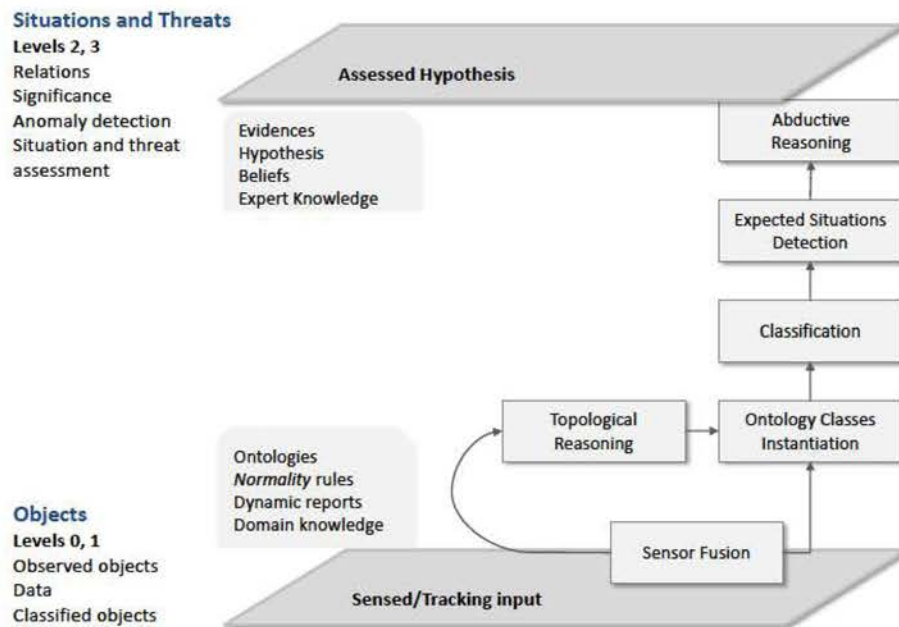 Situations and Threats
Levels 2, 3
Relations
Significance
Anomaly detection
Situation and threat
assessment
Assessed Hypothesis
Evidences
Hypothesis
Beliefs
Expert Knowledge
Abductive
Reasoning
Expected Situations
Detection
Classification
Topological
Reasoning
Ontology Classes
Instantiation
Ontologies
Normality rules
Dynamic reports
Domain knowledge
Sensor Fusion
Objects
Levels 0, 1
Observed objects
Data
Classified objects
Sensed/Tracking input